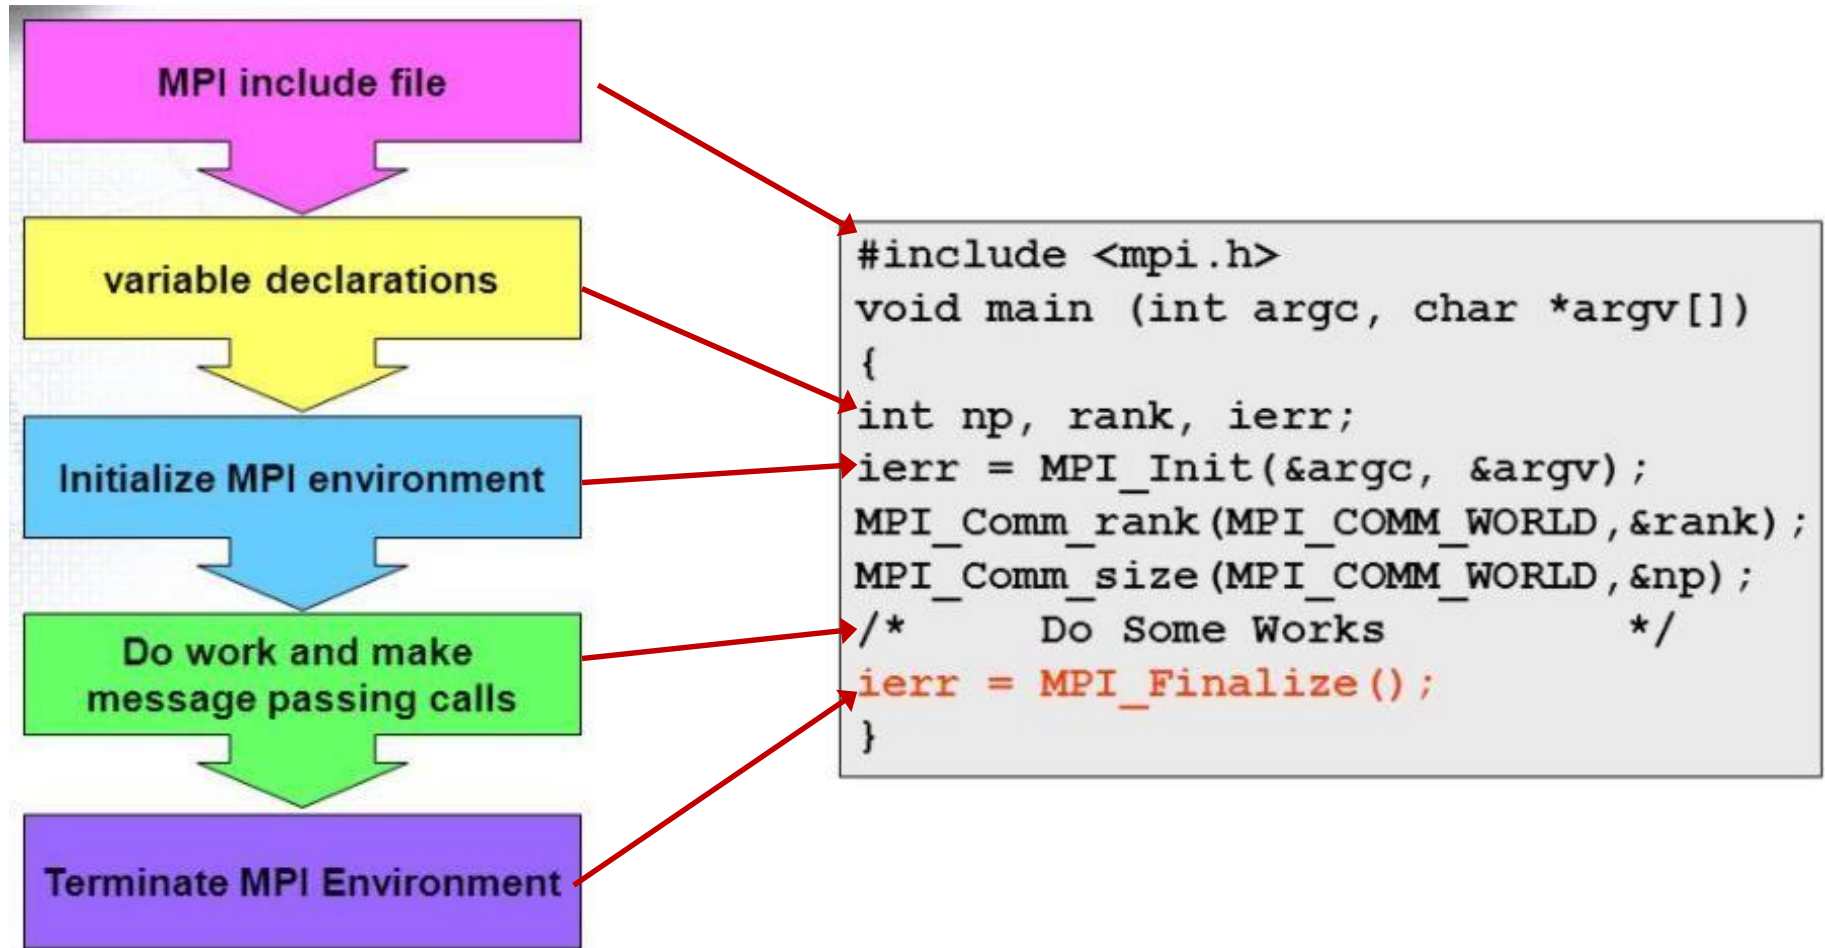 MPI include file
variable declarations
Initialize MPI environment
Do work and make
message passing calls
Terminate MPI Environment
#include <mpi.h>
void main (int argc, char *argv[])
{
int np, rank, ierr;
ierr = MPI_Init(&argc, &argv);
MPI_Comm_rank(MPI_COMM_WORLD,&rank);
MPI_Comm_size(MPI_COMM_WORLD,&np);
/*     Do Some Works         */
ierr = MPI_Finalize();
}